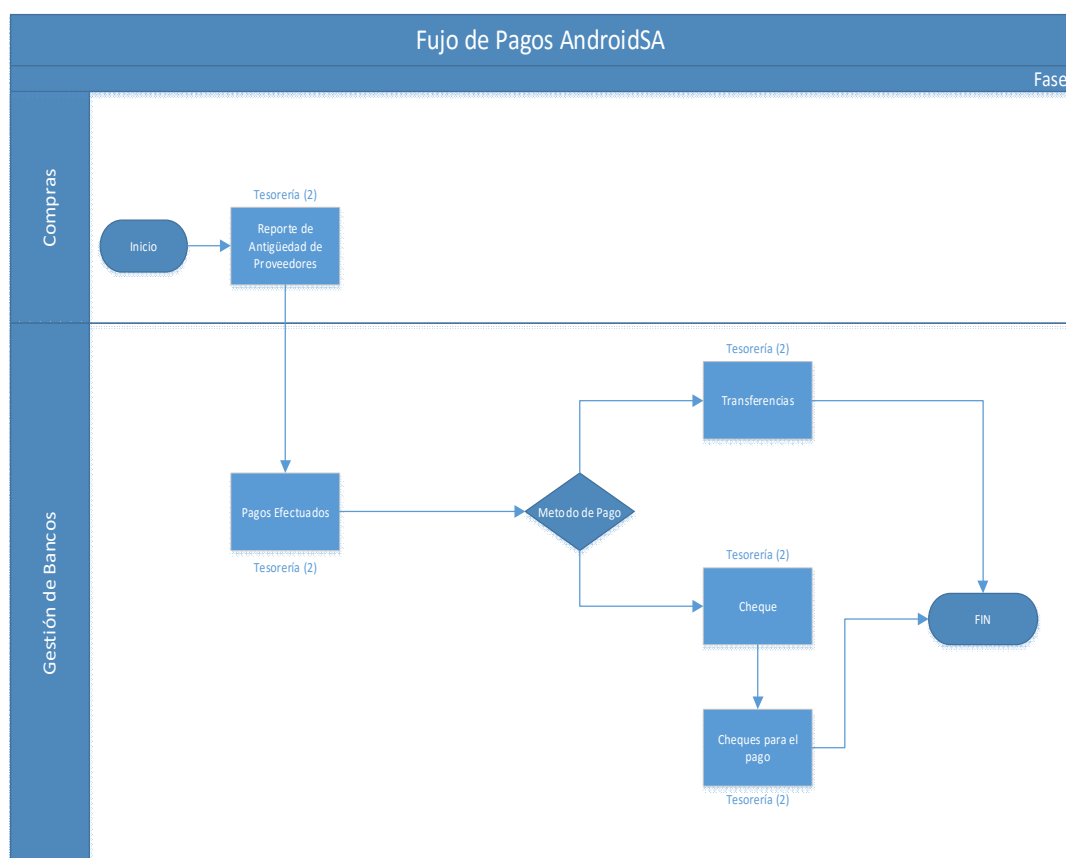 Fujo de Pagos AndroidSA
Fase
Compras
Tesorería (2)
Inicio
Reporte de
Antigüedad de
Proveedores
Gestión de Bancos
Tesorería (2)
Transferencias
Pagos Efectuados
Tesorería (2)
Metodo de Pago
Tesorería (2)
Cheque
FIN
Cheques para el
pago
Tesorería (2)